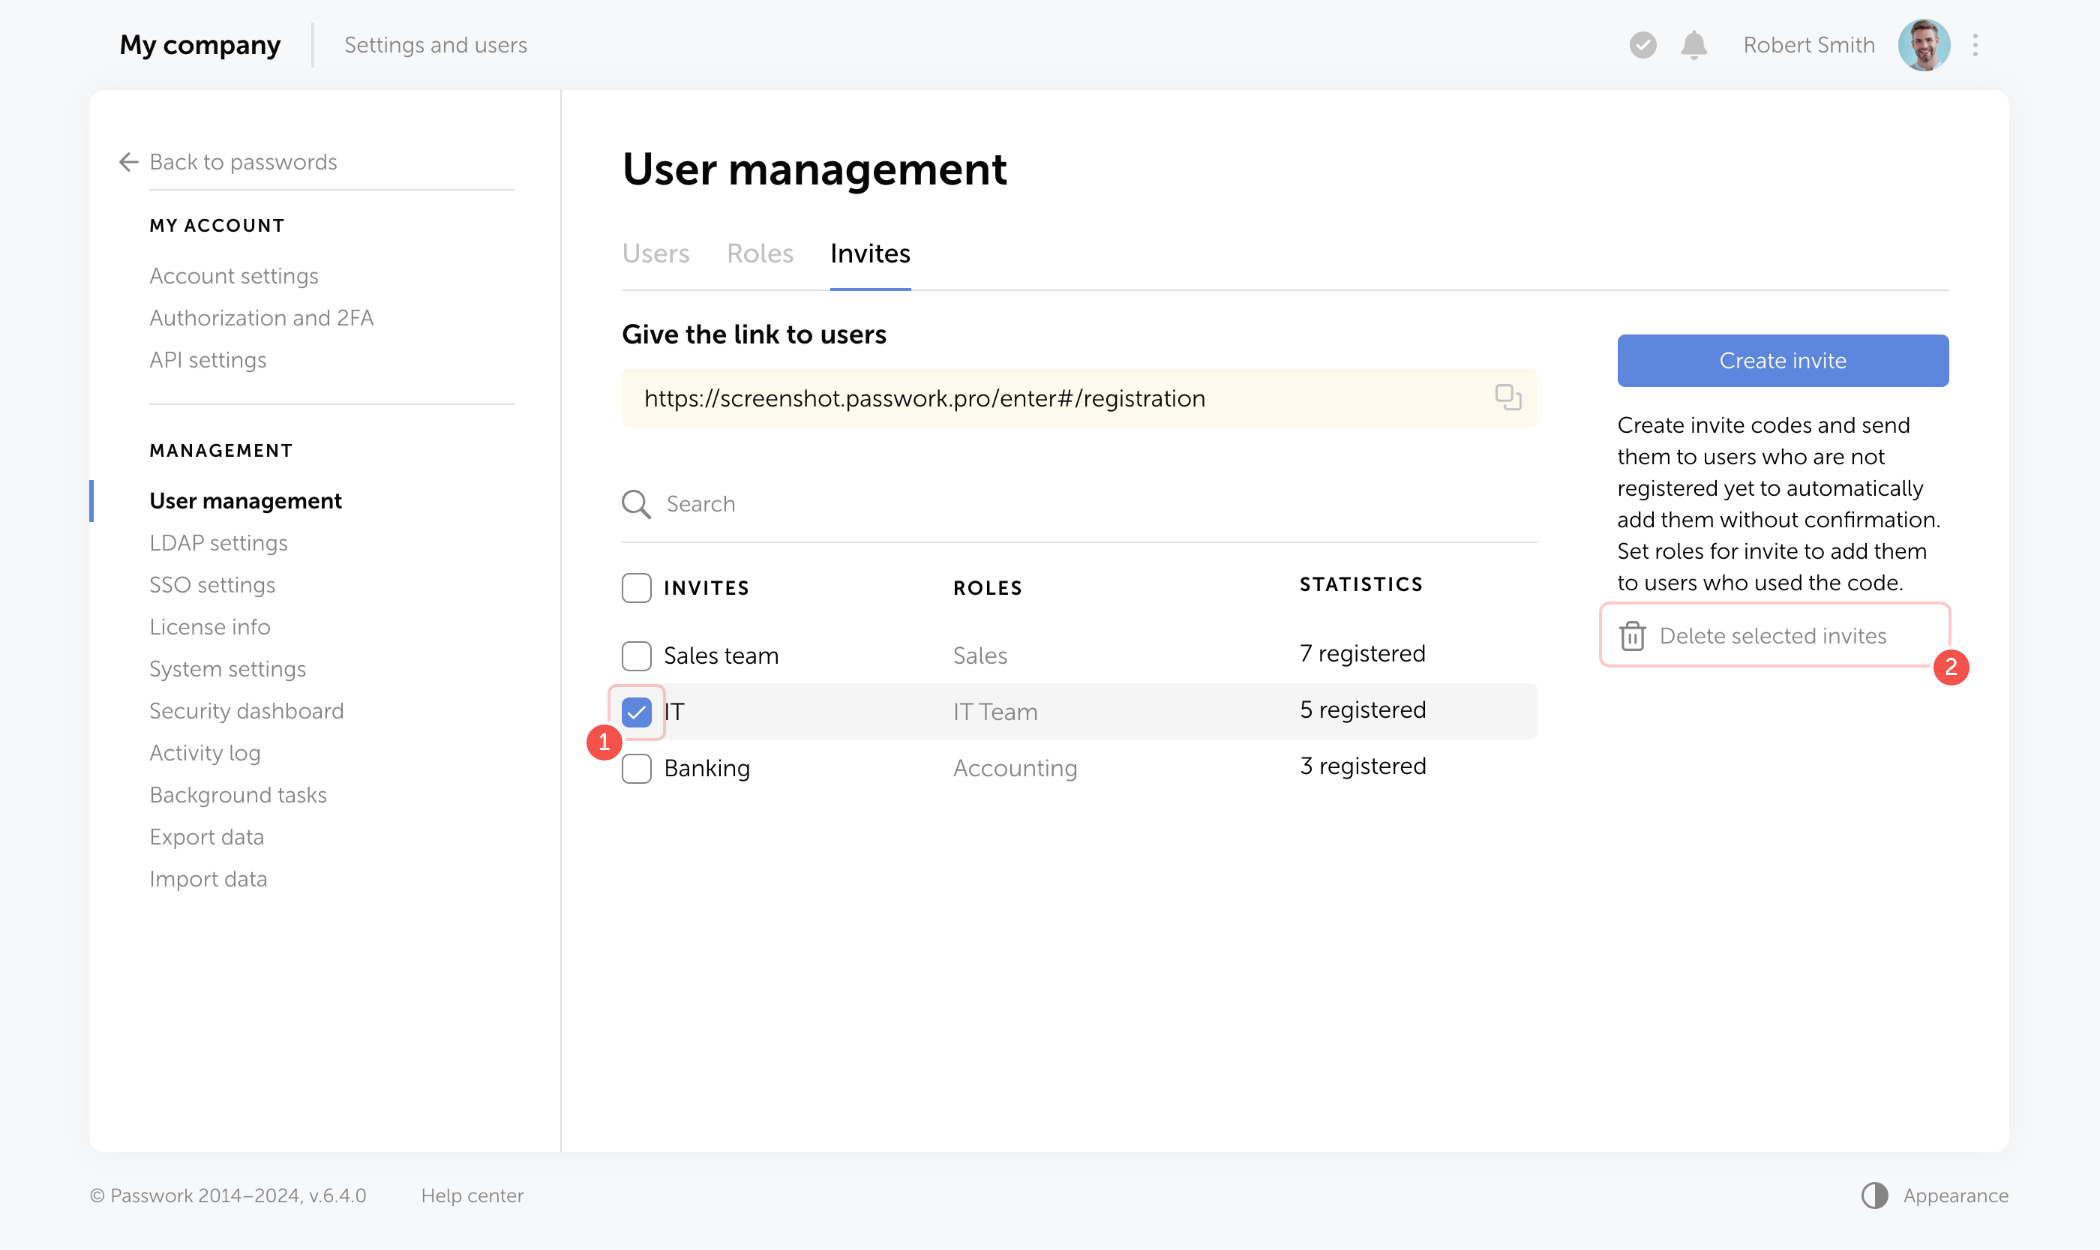 My company
Settings and users
Robert Smith
Back to passwords
MY ACCOUNT
Account settings
Authorization and 2FA
API settings
MANAGEMENT
User management
LDAP settings
SSO settings
License info
System settings
Security dashboard
Activity log
Background tasks
Export data
Import data
User management
Users Roles Invites
Give the link to users
https://screenshot.passwork.pro/enter#/registration
Search
INVITES ROLES STATISTICS
Sales team Sales 7 registered
IT IT Team 5 registered
1
Banking Accounting 3 registered
Create invite
Create invite codes and send
them to users who are not
registered yet to automatically
add them without confirmation.
Set roles for invite to add them
to users who used the code.
Delete selected invites
2
© Passwork 2014–2024, v.6.4.0
Help center
Appearance